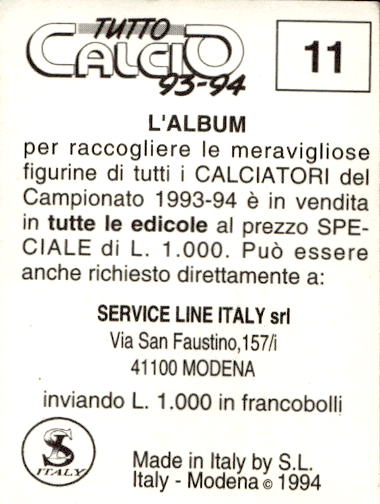 TUTTO
CALCIO
93-94
11
L'ALBUM
per raccogliere le meravigliose
figurine di tutti i CALCIATORI del
Campionato 1993-94 è in vendita
in tutte le edicole al prezzo SPE-
CIALE di L. 1.000. Può essere
anche richiesto direttamente a:
SERVICE LINE ITALY srl
Via San Faustino,157/i
41100 MODENA
inviando L. 1.000 in francobolli
SL
ITALY
Made in Italy by S.L.
Italy - Modena © 1994